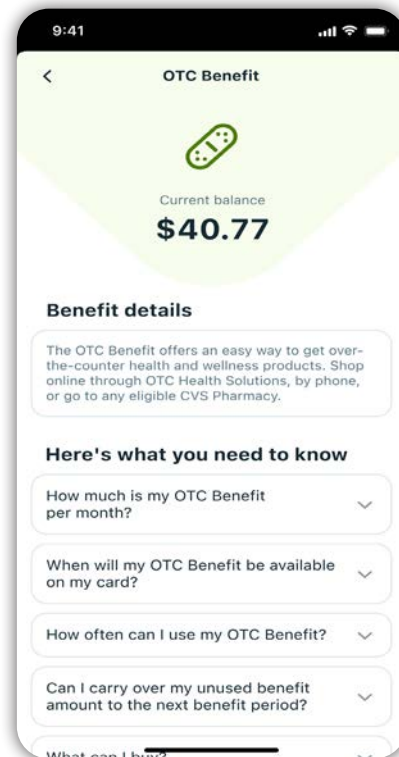 9:41
OTC Benefit
Current balance
$40.77
Benefit details
The OTC Benefit offers an easy way to get over-
the-counter health and wellness products. Shop
online through OTC Health Solutions, by phone,
or go to any eligible CVS Pharmacy.
Here's what you need to know
How much is my OTC Benefit
per month?
When will my OTC Benefit be available
on my card?
How often can I use my OTC Benefit?
Can I carry over my unused benefit
amount to the next benefit period?
What can I buy?